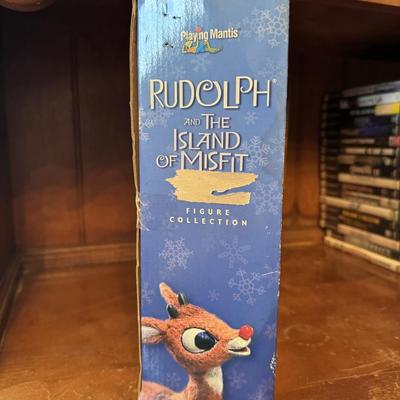 Playing Mantis
RUDOLPH®
AND THE
ISLAND
OF MISFIT
FIGURE
COLLECTION